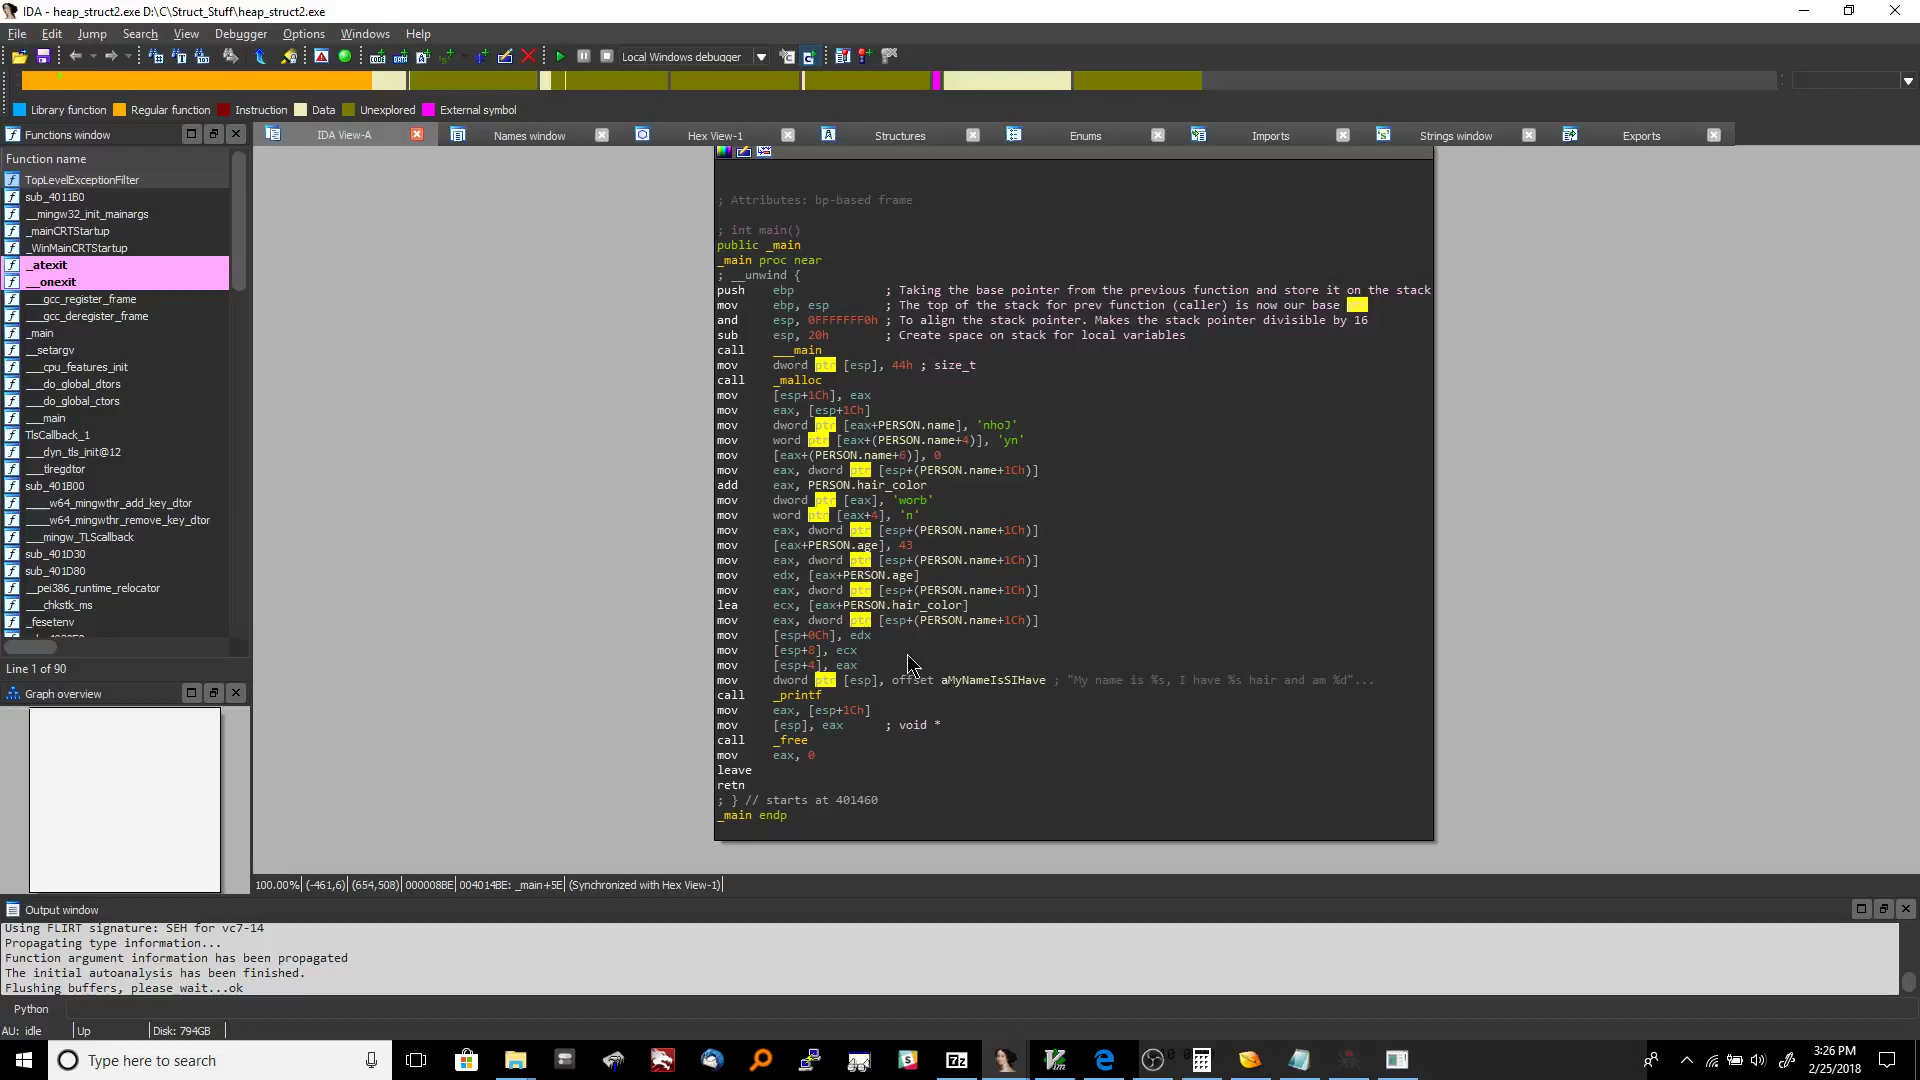 IDA - heap_struct2.exe D:\C\Struct_Stuff\heap_struct2.exe
File Edit Jump Search View Debugger Options Windows Help
Local Windows debugger
Library function Regular function Instruction Data Unexplored External symbol
Functions window
IDA View-A Names window Hex View-1 Structures Enums Imports Strings window Exports
Function name
TopLevelExceptionFilter
sub_4011B0
__mingw32_init_mainargs
_mainCRTStartup
_WinMainCRTStartup
_atexit
__onexit
___gcc_register_frame
___gcc_deregister_frame
_main
__setargv
___cpu_features_init
___do_global_dtors
___do_global_ctors
___main
TlsCallback_1
___dyn_tls_init@12
___tlregdtor
sub_401B00
____w64_mingwthr_add_key_dtor
____w64_mingwthr_remove_key_dtor
___mingw_TLScallback
sub_401D30
sub_401D80
__pei386_runtime_relocator
___chkstk_ms
_fesetenv
Line 1 of 90
Graph overview
; Attributes: bp-based frame
; int main()
public _main
_main proc near
; __unwind {
push ebp ; Taking the base pointer from the previous function and store it on the stack
mov ebp, esp ; The top of the stack for prev function (caller) is now our base
and esp, 0FFFFFFF0h ; To align the stack pointer. Makes the stack pointer divisible by 16
sub esp, 20h ; Create space on stack for local variables
call ___main
mov dword ptr [esp], 44h ; size_t
call _malloc
mov [esp+1Ch], eax
mov eax, [esp+1Ch]
mov dword ptr [eax+PERSON.name], 'nhoJ'
mov word ptr [eax+(PERSON.name+4)], 'yn'
mov [eax+(PERSON.name+6)], 0
mov eax, dword ptr [esp+(PERSON.name+1Ch)]
add eax, PERSON.hair_color
mov dword ptr [eax], 'worb'
mov word ptr [eax+4], 'n'
mov eax, dword ptr [esp+(PERSON.name+1Ch)]
mov [eax+PERSON.age], 43
mov eax, dword ptr [esp+(PERSON.name+1Ch)]
mov edx, [eax+PERSON.age]
mov eax, dword ptr [esp+(PERSON.name+1Ch)]
lea ecx, [eax+PERSON.hair_color]
mov eax, dword ptr [esp+(PERSON.name+1Ch)]
mov [esp+0Ch], edx
mov [esp+8], ecx
mov [esp+4], eax
mov dword ptr [esp], offset aMyNameIsSIHave ; "My name is %s, I have %s hair and am %d"...
call _printf
mov eax, [esp+1Ch]
mov [esp], eax ; void *
call _free
mov eax, 0
leave
retn
; } // starts at 401460
_main endp
100.00% (-461,6) (654,508) 000008BE 004014BE: _main+5E (Synchronized with Hex View-1)
Output window
Using FLIRT signature: SEH for vc7-14
Propagating type information...
Function argument information has been propagated
The initial autoanalysis has been finished.
Flushing buffers, please wait...ok
Python
AU: idle Up Disk: 794GB
Type here to search
3:26 PM
2/25/2018